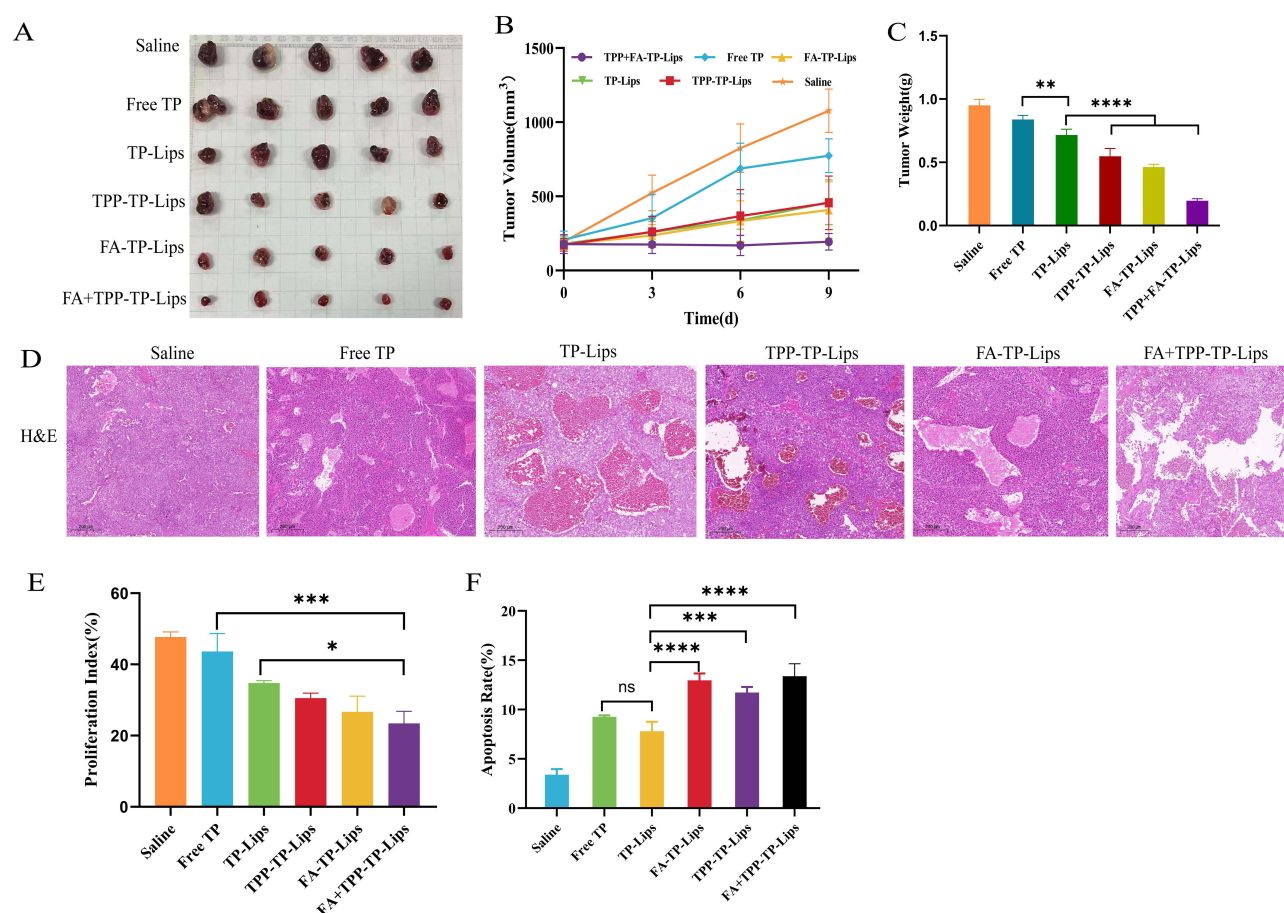 A
Saline
Free TP
TP-Lips
TPP-TP-Lips
FA-TP-Lips
FA+TPP-TP-Lips
B
1500
1000
500
0
Tumor Volume(mm³)
TPP+FA-TP-Lips
Free TP
FA-TP-Lips
TP-Lips
TPP-TP-Lips
Saline
0
3
6
9
Time(d)
C
1.5
1.0
0.5
0.0
Tumor Weight(g)
**
****
Saline
Free TP
TP-Lips
TPP-TP-Lips
FA-TP-Lips
TPP+FA-TP-Lips
D
Saline
Free TP
TP-Lips
TPP-TP-Lips
FA-TP-Lips
FA+TPP-TP-Lips
H&E
E
60
40
20
0
Proliferation Index(%)
***
*
Saline
Free TP
TP-Lips
TPP-TP-Lips
FA-TP-Lips
FA+TPP-TP-Lips
F
20
15
10
5
0
Apoptosis Rate(%)
****
***
****
ns
Saline
Free TP
TP-Lips
FA-TP-Lips
TPP-TP-Lips
FA+TPP-TP-Lips